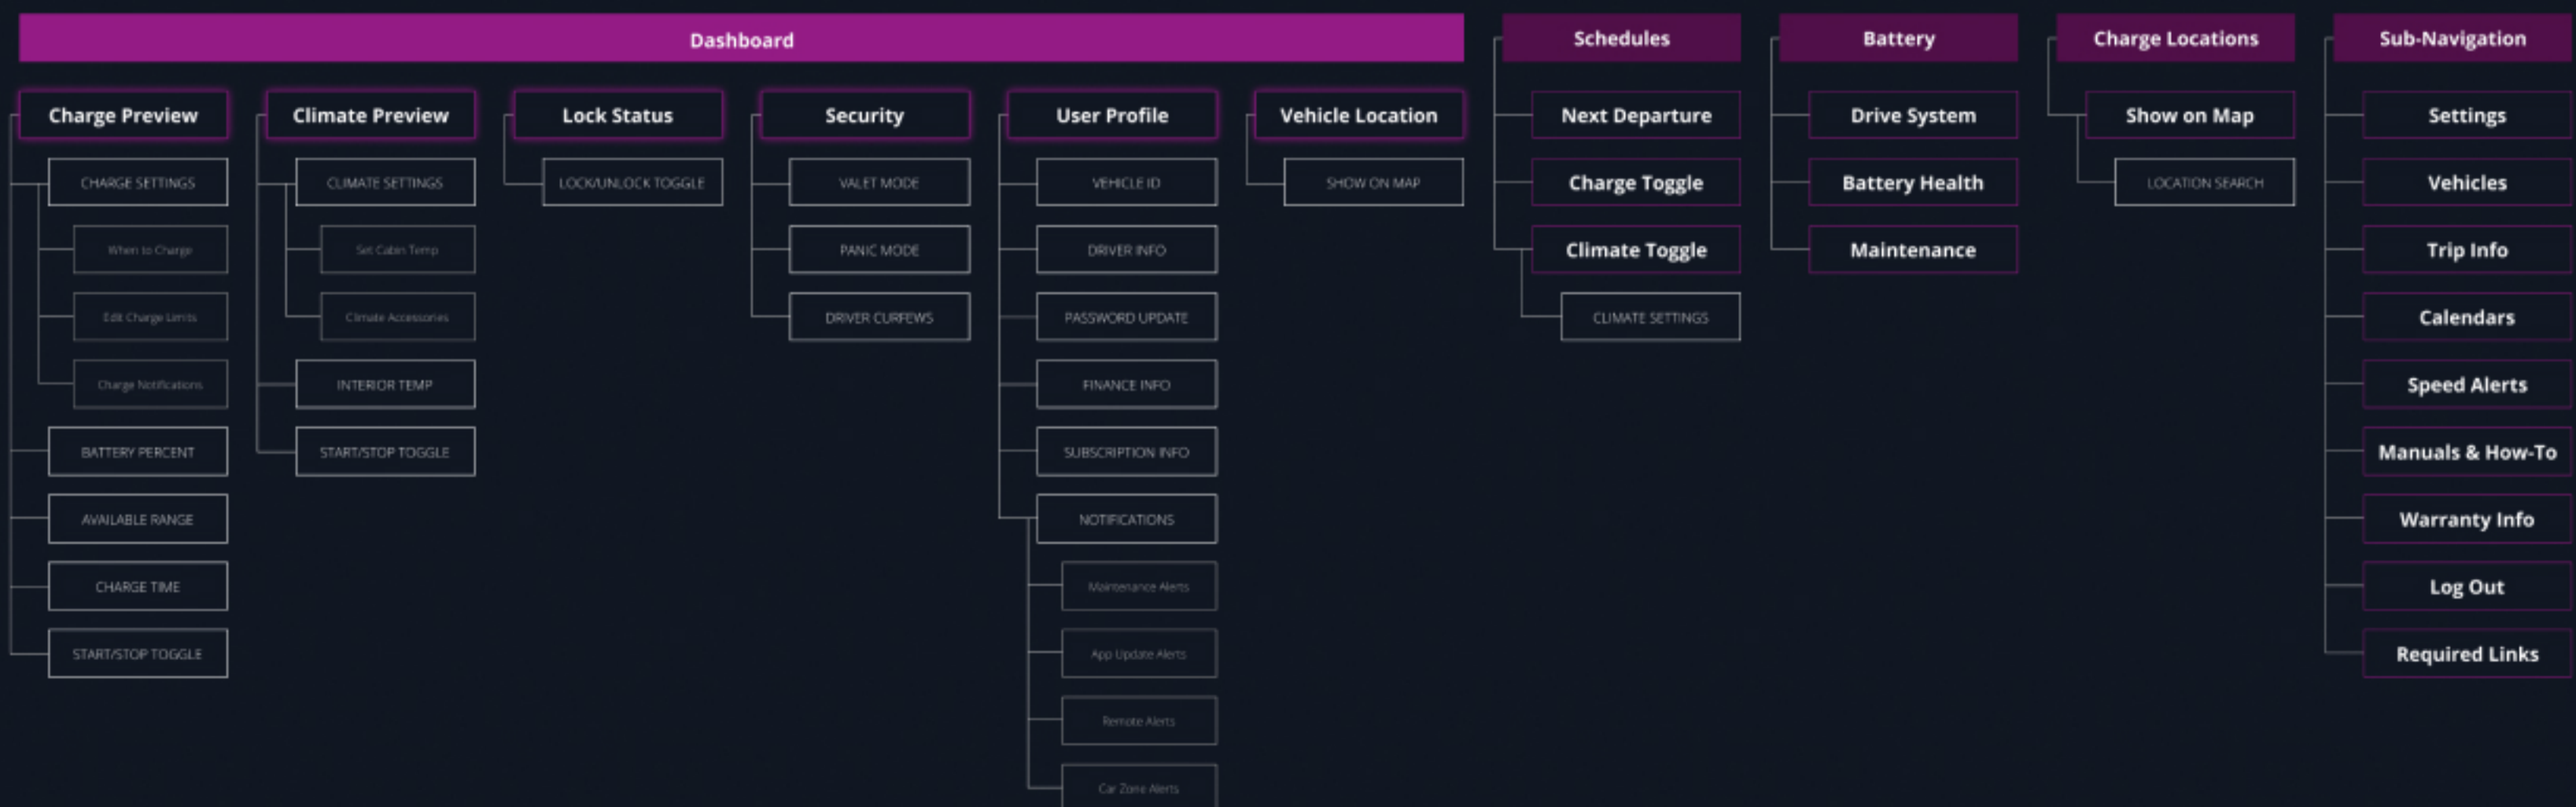 Dashboard
Charge Preview
CHARGE SETTINGS
When to Charge
Edit Charge Limits
Charge Notifications
BATTERY PERCENT
AVAILABLE RANGE
CHARGE TIME
START/STOP TOGGLE
Climate Preview
CLIMATE SETTINGS
Set Cabin Temp
Climate Accessories
INTERIOR TEMP
START/STOP TOGGLE
Lock Status
LOCK/UNLOCK TOGGLE
Security
VALET MODE
PANIC MODE
DRIVER CURFEWS
User Profile
VEHICLE ID
DRIVER INFO
PASSWORD UPDATE
FINANCE INFO
SUBSCRIPTION INFO
NOTIFICATIONS
Maintenance Alerts
App Update Alerts
Remote Alerts
Car Zone Alerts
Vehicle Location
SHOW ON MAP
Schedules
Next Departure
Charge Toggle
Climate Toggle
CLIMATE SETTINGS
Battery
Drive System
Battery Health
Maintenance
Charge Locations
Show on Map
LOCATION SEARCH
Sub-Navigation
Settings
Vehicles
Trip Info
Calendars
Speed Alerts
Manuals & How-To
Warranty Info
Log Out
Required Links